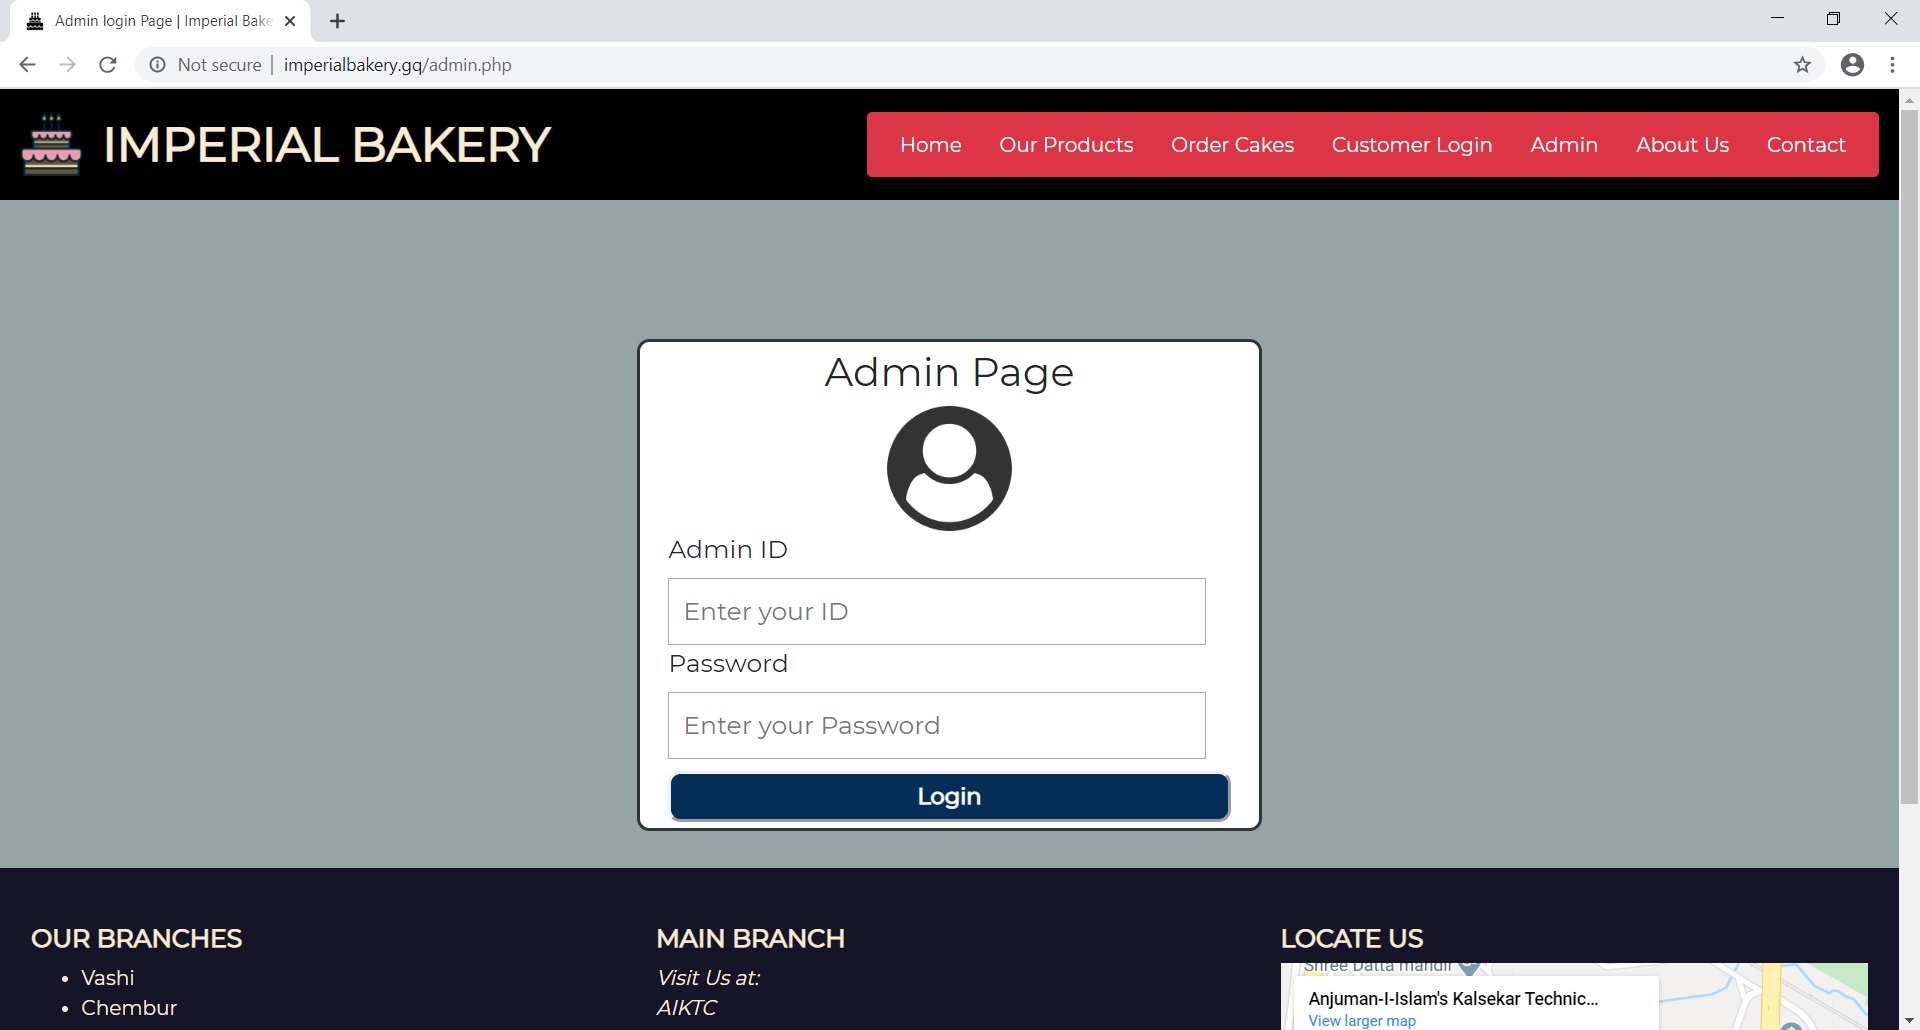 Admin login Page | Imperial Bake
Not secure | imperialbakery.gq/admin.php
IMPERIAL BAKERY
Home Our Products Order Cakes Customer Login Admin About Us Contact
Admin Page
Admin ID
Enter your ID
Password
Enter your Password
Login
OUR BRANCHES
• Vashi
• Chembur
MAIN BRANCH
Visit Us at:
AIKTC
LOCATE US
Shree Datta mandir
Anjuman-I-Islam's Kalsekar Technic...
View larger map